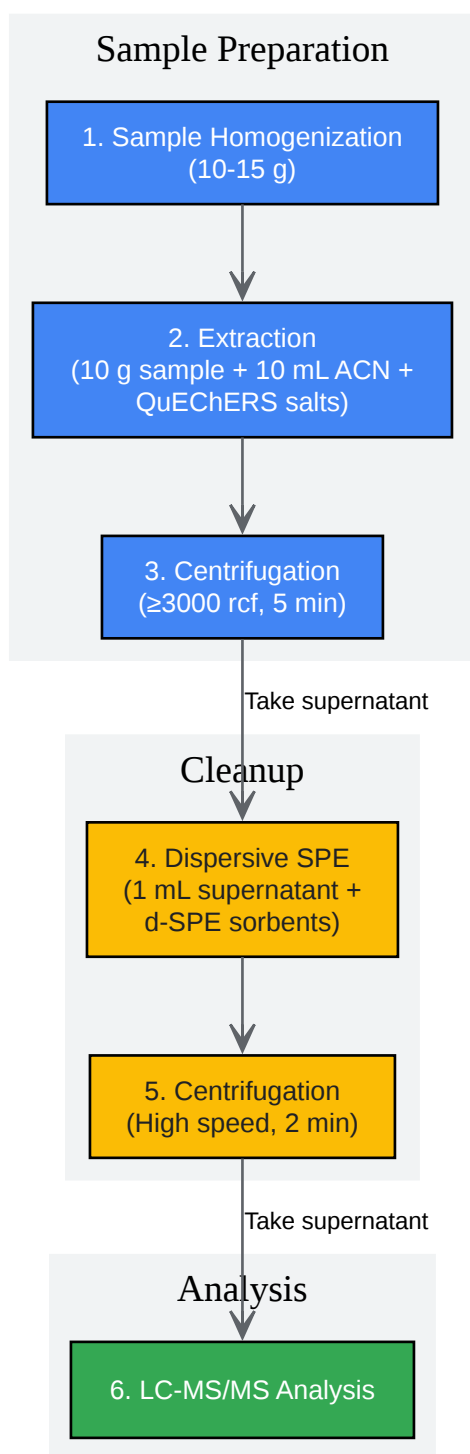 Sample Preparation
1. Sample Homogenization
(10-15 g)
2. Extraction
(10 g sample + 10 mL ACN +
QuEChERS salts)
3. Centrifugation
(≥3000 rcf, 5 min)
Take supernatant
Cleanup
4. Dispersive SPE
(1 mL supernatant +
d-SPE sorbents)
5. Centrifugation
(High speed, 2 min)
Take supernatant
Analysis
6. LC-MS/MS Analysis